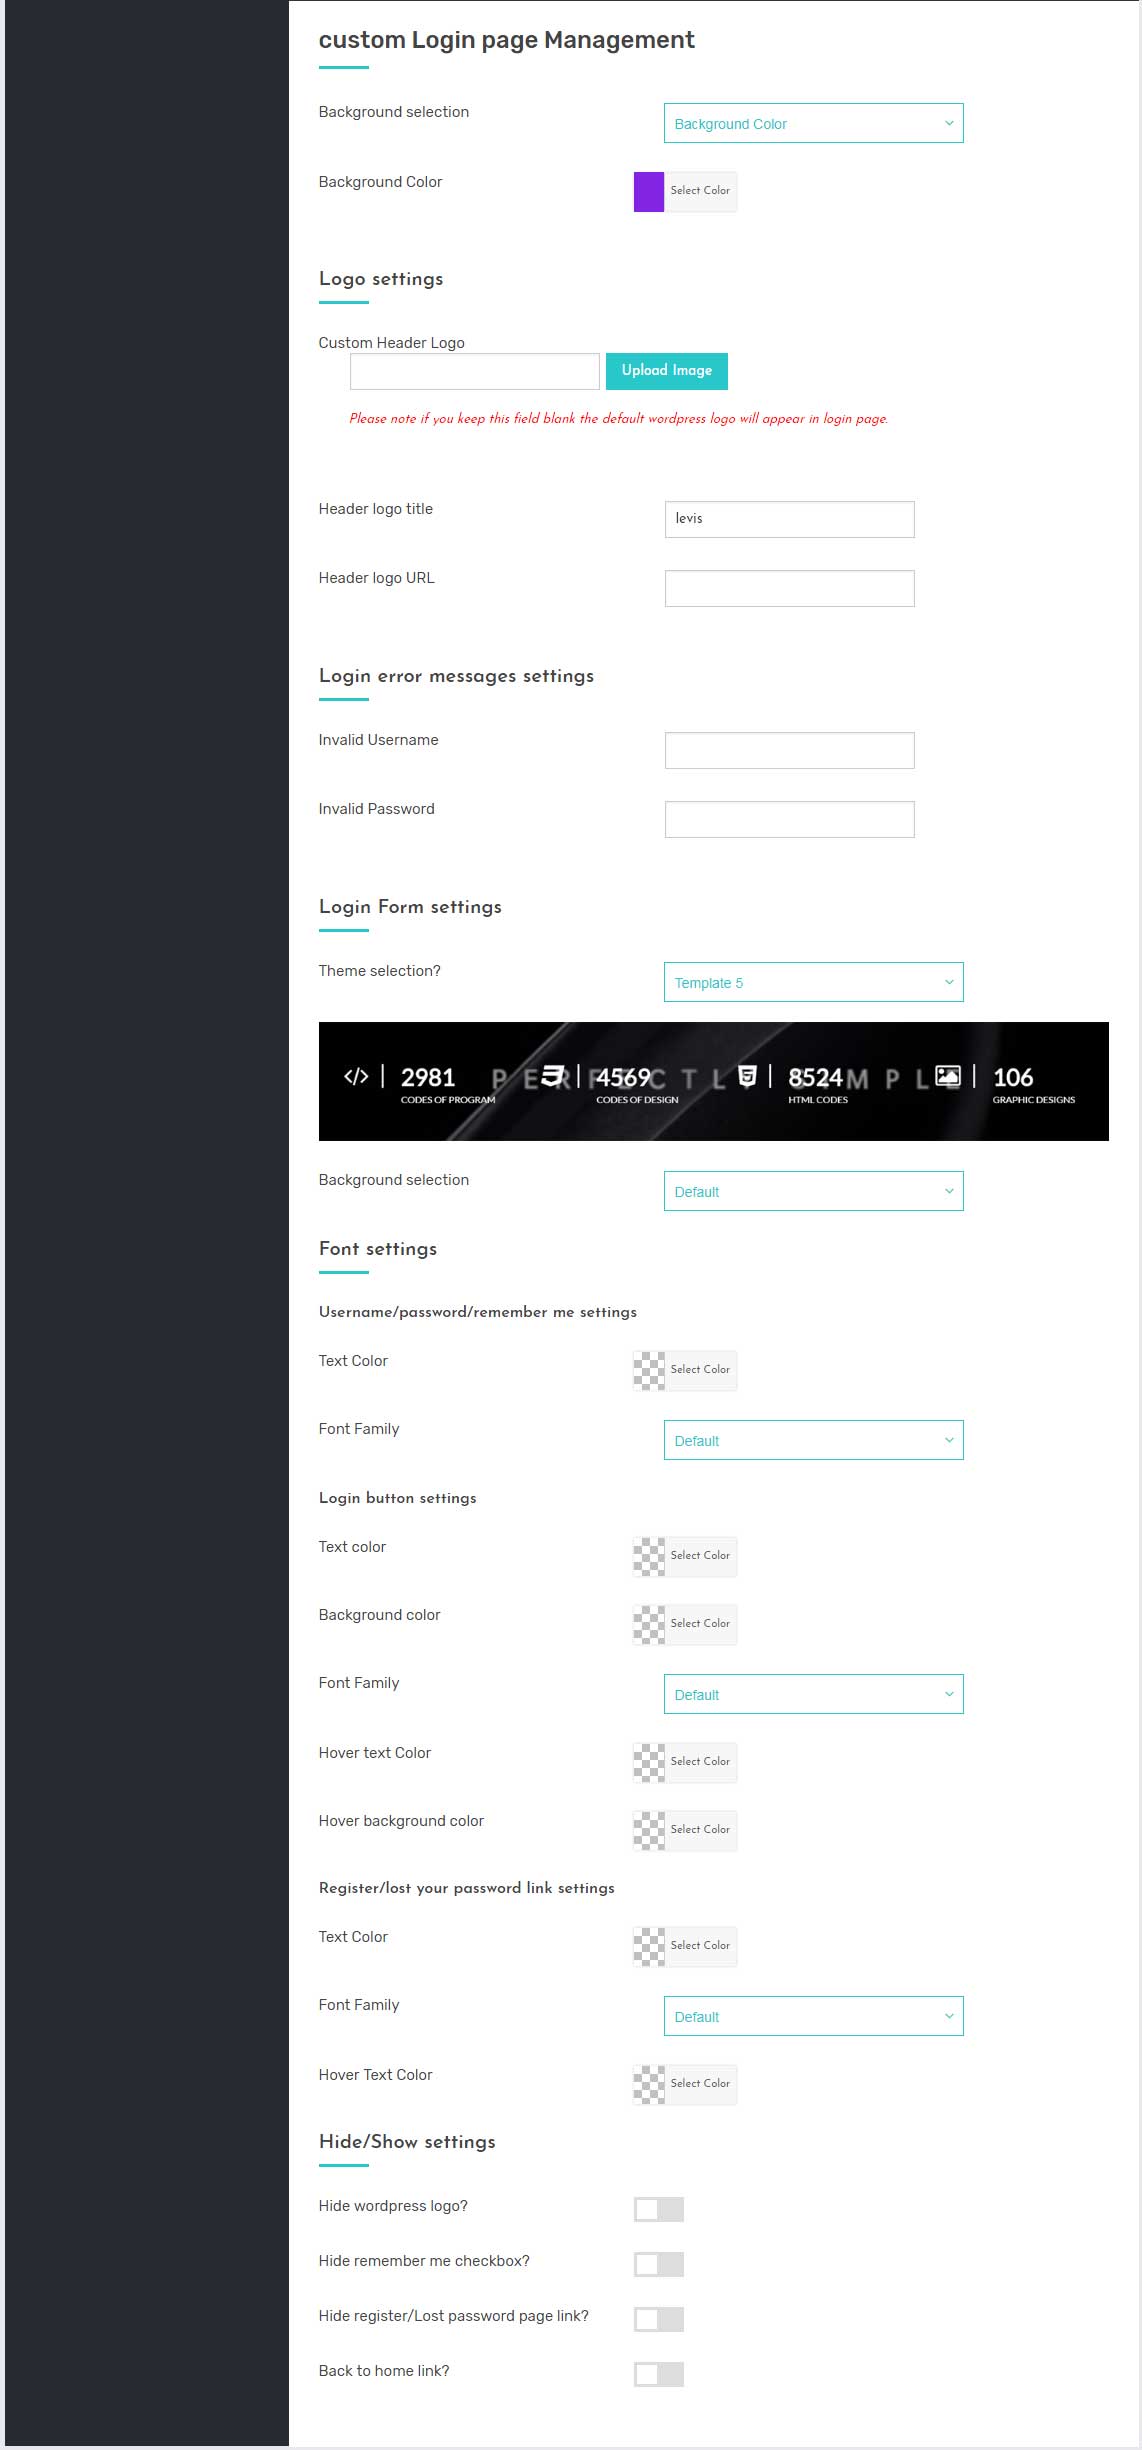 custom Login page Management
Background selection
Background Color
Background Color
Select Color
Logo settings
Custom Header Logo
Upload Image
Please note if you keep this field blank the default wordpress logo will appear in login page.
Header logo title
levis
Header logo URL
Login error messages settings
Invalid Username
Invalid Password
Login Form settings
Theme selection?
Template 5
2981
CODES OF PROGRAM
4569
CODES OF DESIGN
8524
HTML CODES
106
GRAPHIC DESIGNS
Background selection
Default
Font settings
Username/password/remember me settings
Text Color
Select Color
Font Family
Default
Login button settings
Text color
Select Color
Background color
Select Color
Font Family
Default
Hover text Color
Select Color
Hover background color
Select Color
Register/lost your password link settings
Text Color
Select Color
Font Family
Default
Hover Text Color
Select Color
Hide/Show settings
Hide wordpress logo?
Hide remember me checkbox?
Hide register/Lost password page link?
Back to home link?